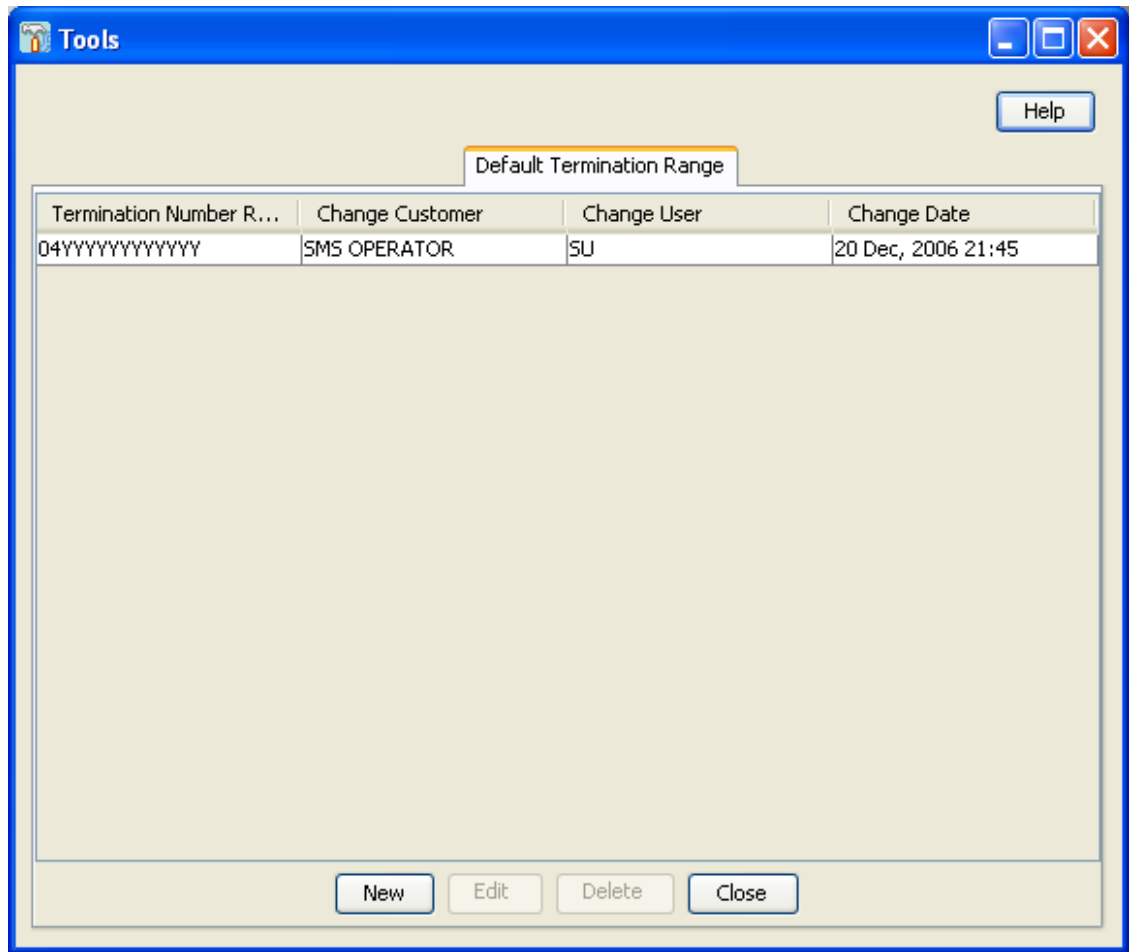 Tools
Help
Default Termination Range
Termination Number R... Change Customer Change User Change Date
04YYYYYYYYYYYY SMS OPERATOR SU 20 Dec, 2006 21:45
New Edit Delete Close